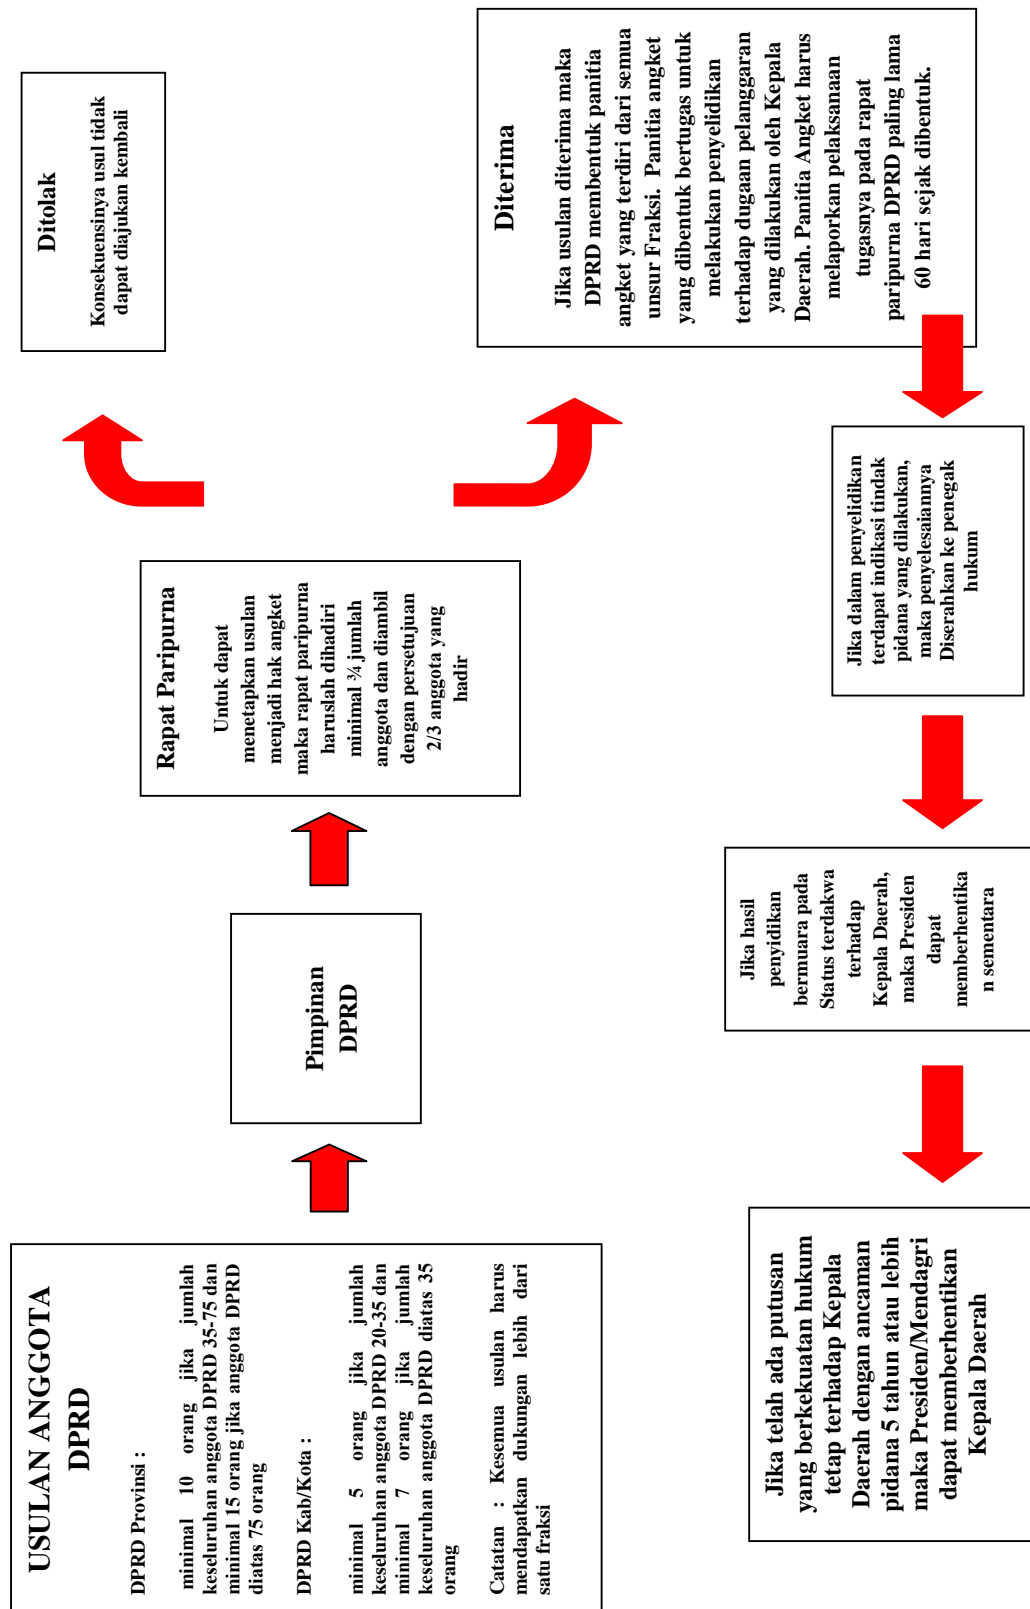 USULAN ANGGOTA
DPRD
DPRD Provinsi :
minimal 10 orang jika jumlah
keseluruhan anggota DPRD 35-75 dan
minimal 15 orang jika anggota DPRD
diatas 75 orang
DPRD Kab/Kota :
minimal 5 orang jika jumlah
keseluruhan anggota DPRD 20-35 dan
minimal 7 orang jika jumlah
keseluruhan anggota DPRD diatas 35
orang
Catatan : Kesemua usulan harus
mendapatkan dukungan lebih dari
satu fraksi
Pimpinan
DPRD
Rapat Paripurna
Untuk dapat
menetapkan usulan
menjadi hak angket
maka rapat paripurna
haruslah dihadiri
minimal ¾ jumlah
anggota dan diambil
dengan persetujuan
2/3 anggota yang
hadir
Ditolak
Konsekuensinya usul tidak
dapat diajukan kembali
Diterima
Jika usulan diterima maka
DPRD membentuk panitia
angket yang terdiri dari semua
unsur Fraksi. Panitia angket
yang dibentuk bertugas untuk
melakukan penyelidikan
terhadap dugaan pelanggaran
yang dilakukan oleh Kepala
Daerah. Panitia Angket harus
melaporkan pelaksanaan
tugasnya pada rapat
paripurna DPRD paling lama
60 hari sejak dibentuk.
Jika dalam penyelidikan
terdapat indikasi tindak
pidana yang dilakukan,
maka penyelesaiannya
Diserahkan ke penegak
hukum
Jika hasil
penyidikan
bermuara pada
Status terdakwa
terhadap
Kepala Daerah,
maka Presiden
dapat
memberhentika
n sementara
Jika telah ada putusan
yang berkekuatan hukum
tetap terhadap Kepala
Daerah dengan ancaman
pidana 5 tahun atau lebih
maka Presiden/Mendagri
dapat memberhentikan
Kepala Daerah